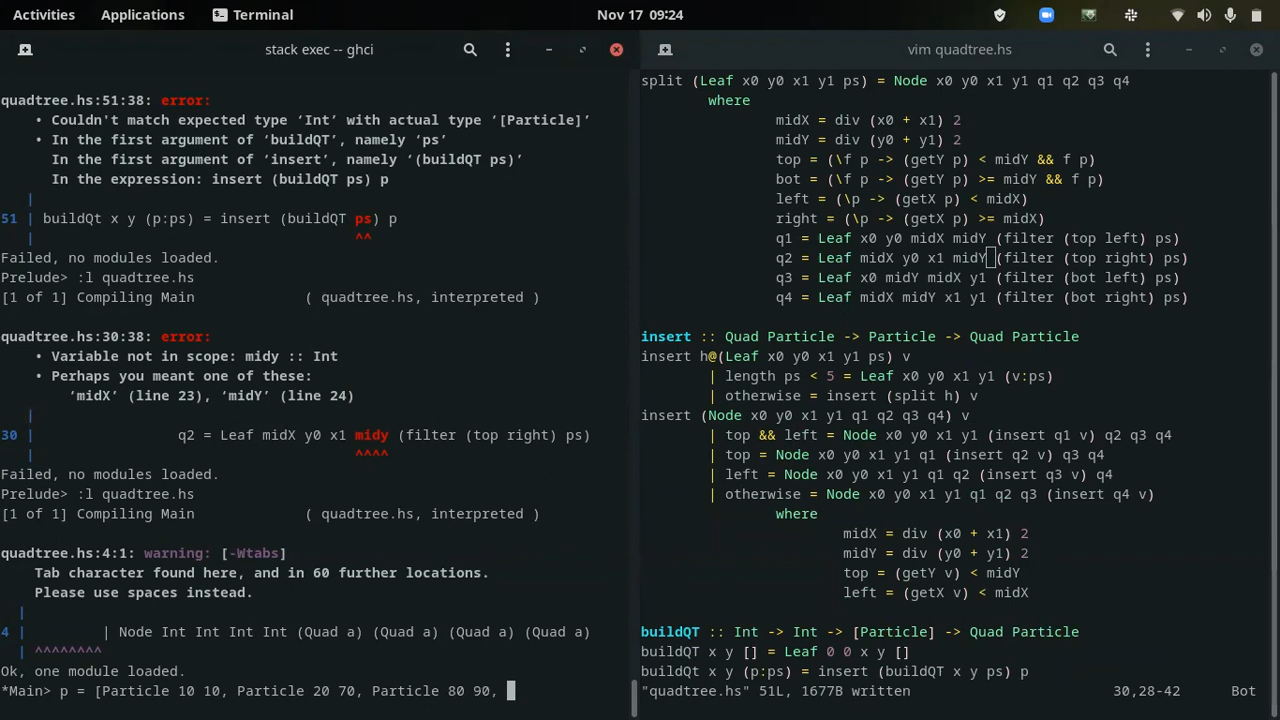 Activities Applications Terminal Nov 17 09:24
stack exec -- ghci
quadtree.hs:51:38: error:
• Couldn't match expected type ‘Int’ with actual type ‘[Particle]’
• In the first argument of ‘buildQT’, namely ‘ps’
In the first argument of ‘insert’, namely ‘(buildQT ps)’
In the expression: insert (buildQT ps) p
|
51 | buildQt x y (p:ps) = insert (buildQT ps) p
| ^^
Failed, no modules loaded.
Prelude> :l quadtree.hs
[1 of 1] Compiling Main ( quadtree.hs, interpreted )
quadtree.hs:30:38: error:
• Variable not in scope: midy :: Int
• Perhaps you meant one of these:
‘midX’ (line 23), ‘midY’ (line 24)
|
30 | q2 = Leaf midX y0 x1 midy (filter (top right) ps)
| ^^^^
Failed, no modules loaded.
Prelude> :l quadtree.hs
[1 of 1] Compiling Main ( quadtree.hs, interpreted )
quadtree.hs:4:1: warning: [-Wtabs]
Tab character found here, and in 60 further locations.
Please use spaces instead.
|
4 | | Node Int Int Int Int (Quad a) (Quad a) (Quad a) (Quad a)
| ^^^^^^^^
Ok, one module loaded.
*Main> p = [Particle 10 10, Particle 20 70, Particle 80 90,
vim quadtree.hs
split (Leaf x0 y0 x1 y1 ps) = Node x0 y0 x1 y1 q1 q2 q3 q4
where
midX = div (x0 + x1) 2
midY = div (y0 + y1) 2
top = (\f p -> (getY p) < midY && f p)
bot = (\f p -> (getY p) >= midY && f p)
left = (\p -> (getX p) < midX)
right = (\p -> (getX p) >= midX)
q1 = Leaf x0 y0 midX midY (filter (top left) ps)
q2 = Leaf midX y0 x1 midY (filter (top right) ps)
q3 = Leaf x0 midY midX y1 (filter (bot left) ps)
q4 = Leaf midX midY x1 y1 (filter (bot right) ps)
insert :: Quad Particle -> Particle -> Quad Particle
insert h@(Leaf x0 y0 x1 y1 ps) v
| length ps < 5 = Leaf x0 y0 x1 y1 (v:ps)
| otherwise = insert (split h) v
insert (Node x0 y0 x1 y1 q1 q2 q3 q4) v
| top && left = Node x0 y0 x1 y1 (insert q1 v) q2 q3 q4
| top = Node x0 y0 x1 y1 q1 (insert q2 v) q3 q4
| left = Node x0 y0 x1 y1 q1 q2 (insert q3 v) q4
| otherwise = Node x0 y0 x1 y1 q1 q2 q3 (insert q4 v)
where
midX = div (x0 + x1) 2
midY = div (y0 + y1) 2
top = (getY v) < midY
left = (getX v) < midX
buildQT :: Int -> Int -> [Particle] -> Quad Particle
buildQT x y [] = Leaf 0 0 x y []
buildQt x y (p:ps) = insert (buildQT x y ps) p
"quadtree.hs" 51L, 1677B written 30,28-42 Bot